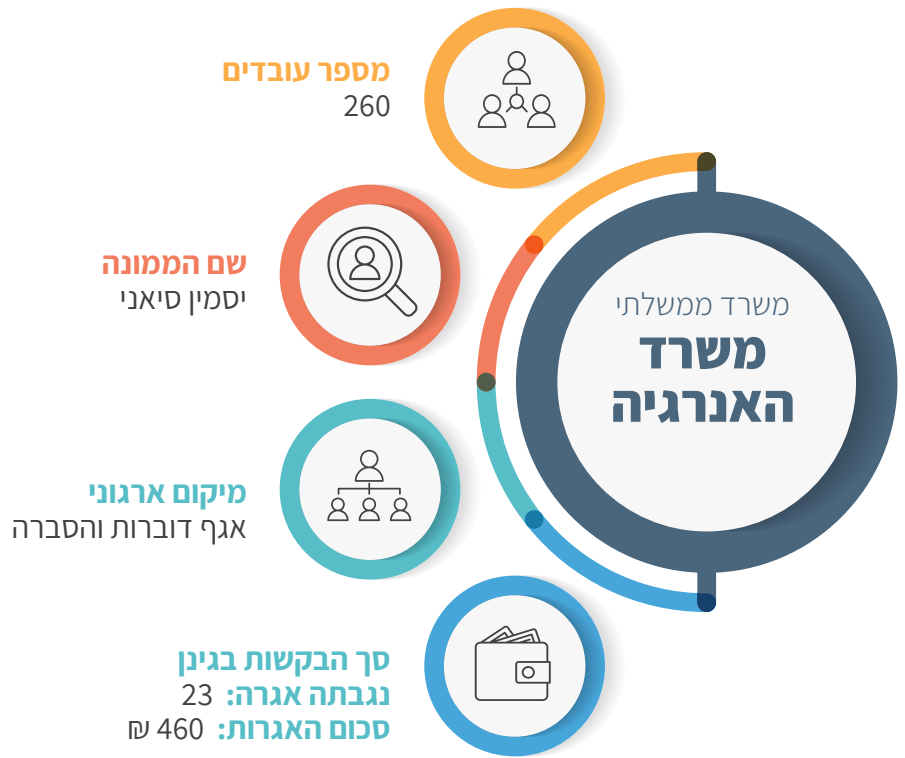 משרד ממשלתי
משרד
האנרגיה
מספר עובדים
260
שם הממונה
יסמין סיאני
מיקום ארגוני
אגף דוברות והסברה
סך הבקשות בגינן
נגבתה אגרה: 23
סכום האגרות: 460 ₪